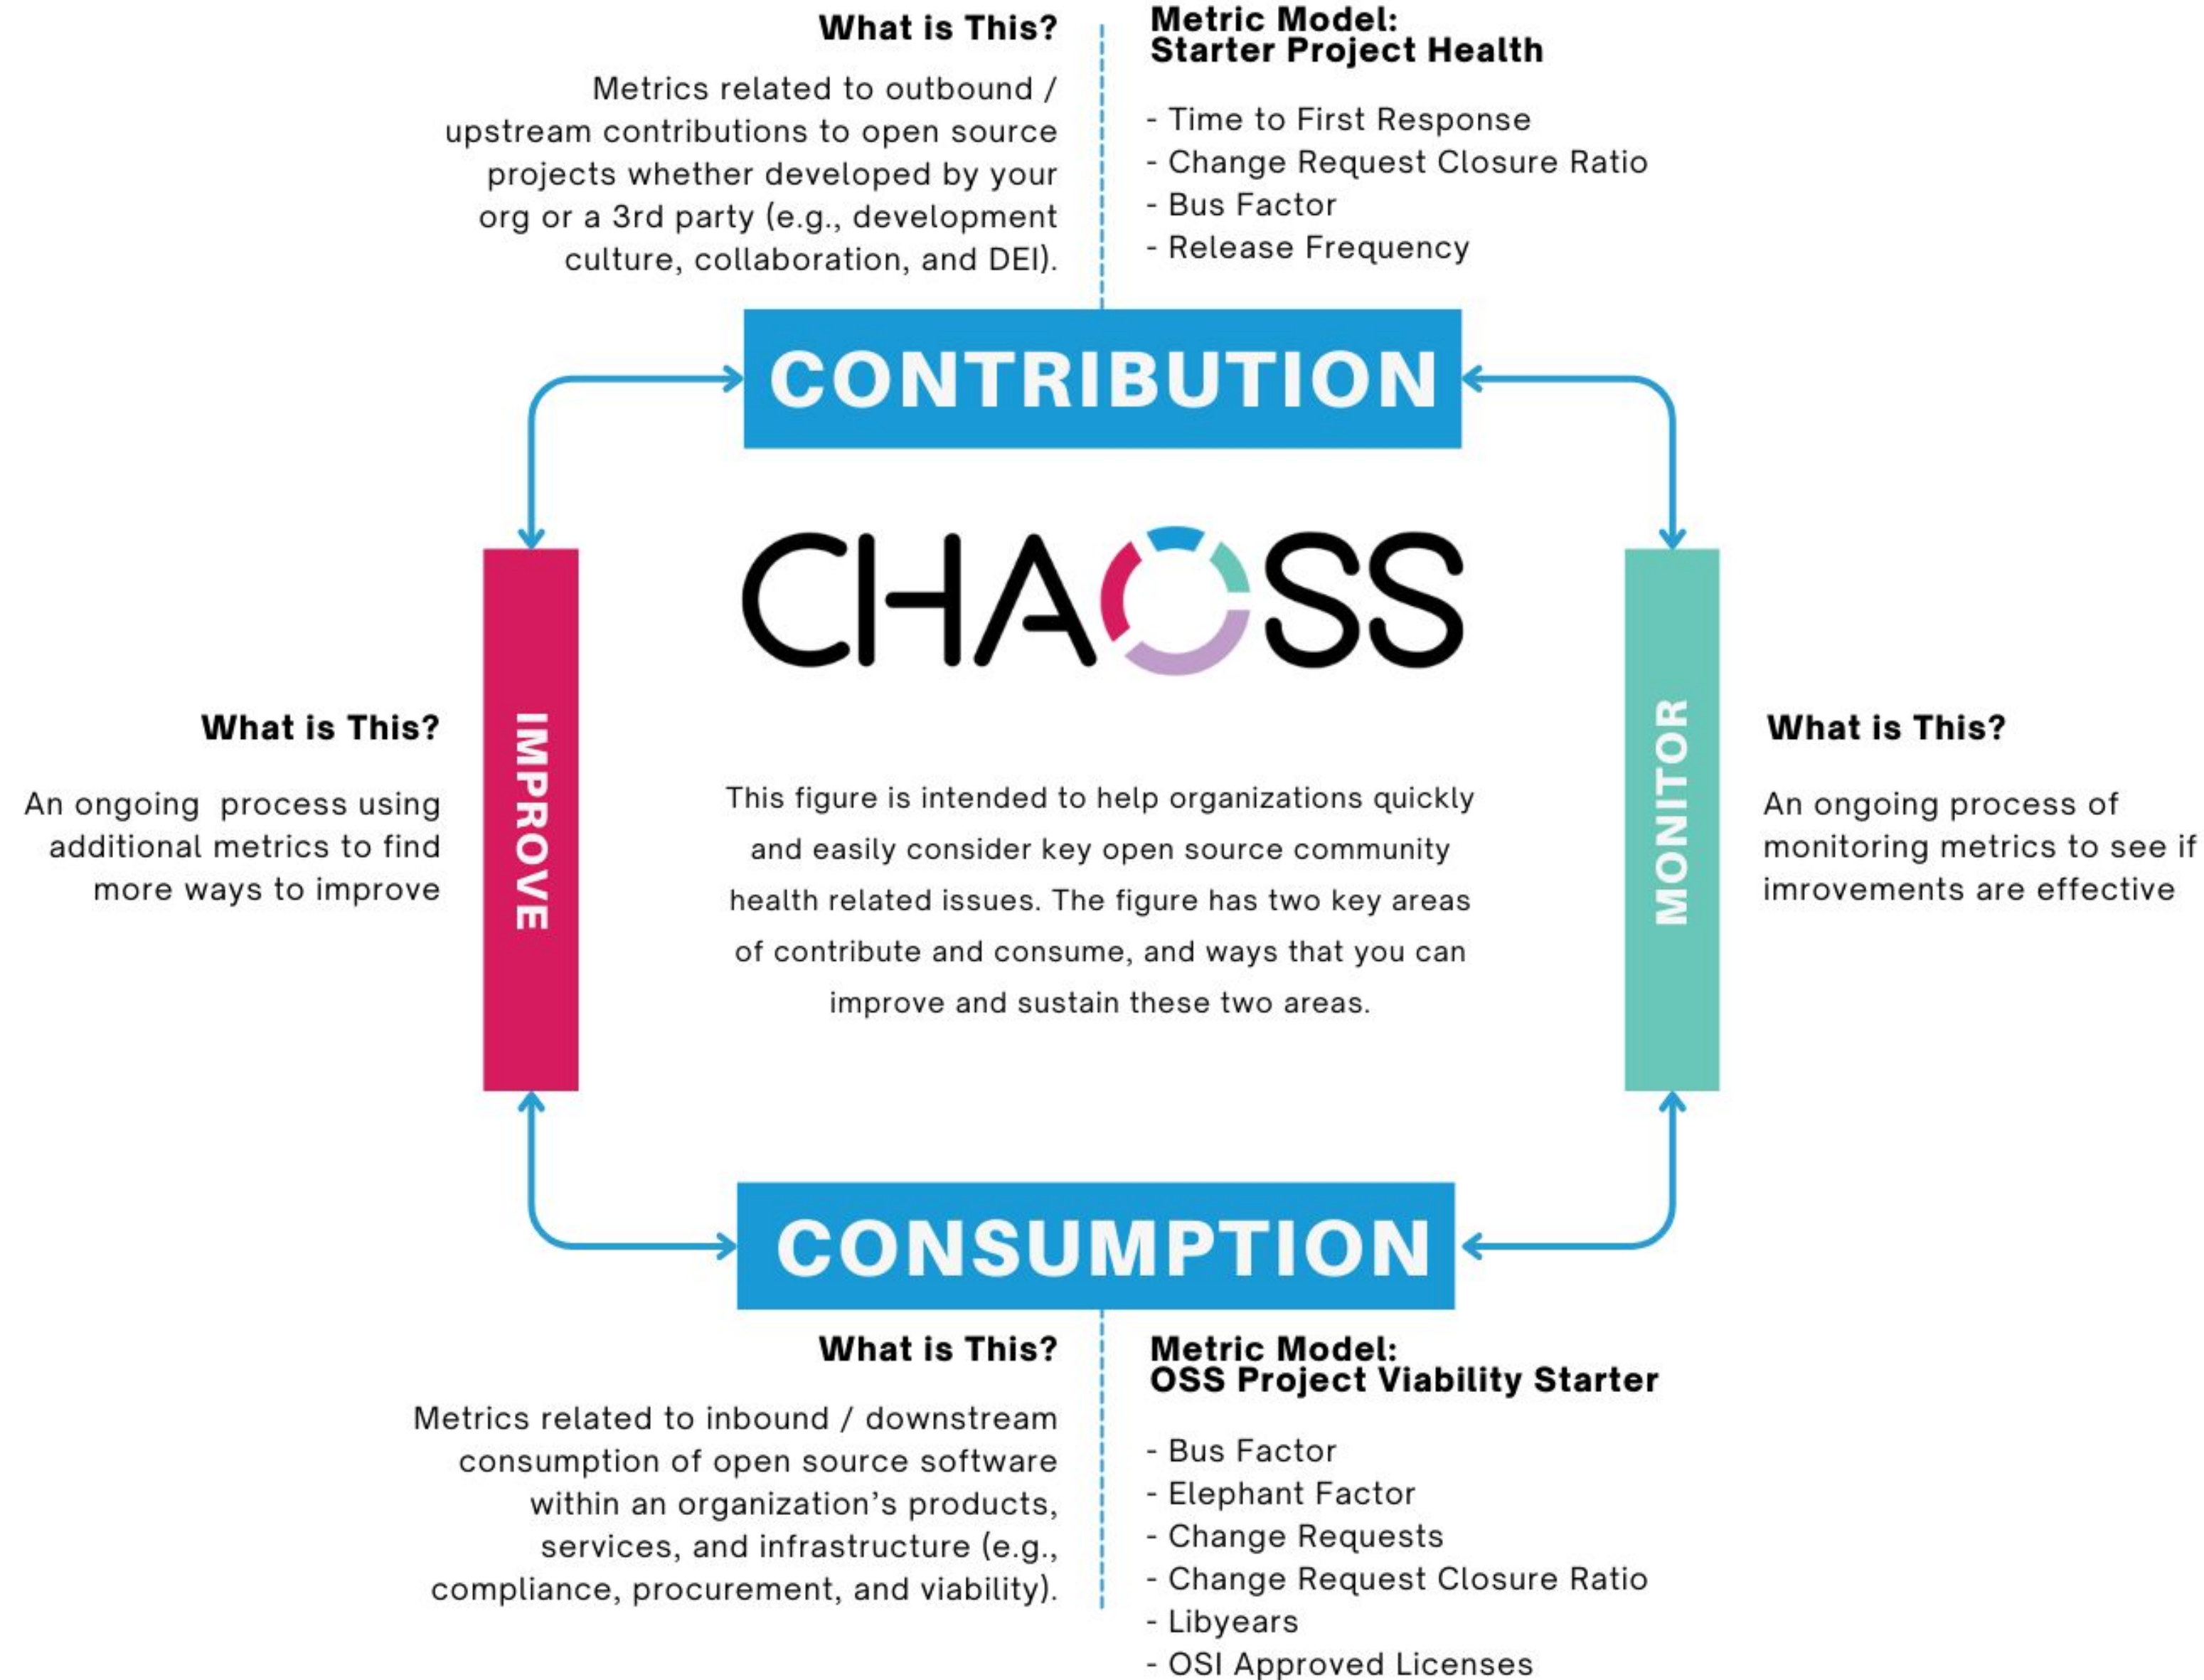 What is This?
Metrics related to outbound /
upstream contributions to open source
projects whether developed by your
org or a 3rd party (e.g., development
culture, collaboration, and DEI).
Metric Model:
Starter Project Health
- Time to First Response
- Change Request Closure Ratio
- Bus Factor
- Release Frequency
CONTRIBUTION
CHAOSS
What is This?
An ongoing process using
additional metrics to find
more ways to improve
IMPROVE
This figure is intended to help organizations quickly
and easily consider key open source community
health related issues. The figure has two key areas
of contribute and consume, and ways that you can
improve and sustain these two areas.
MONITOR
What is This?
An ongoing process of
monitoring metrics to see if
imrovements are effective
CONSUMPTION
What is This?
Metrics related to inbound / downstream
consumption of open source software
within an organization’s products,
services, and infrastructure (e.g.,
compliance, procurement, and viability).
Metric Model:
OSS Project Viability Starter
- Bus Factor
- Elephant Factor
- Change Requests
- Change Request Closure Ratio
- Libyears
- OSI Approved Licenses